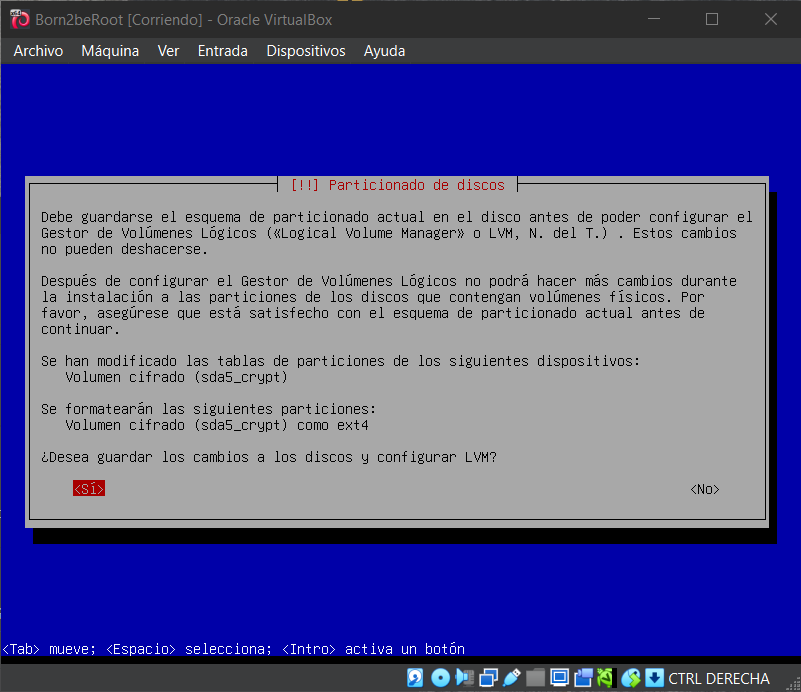 Born2beRoot [Corriendo] - Oracle VirtualBox
Archivo Máquina Ver Entrada Dispositivos Ayuda
[!!] Particionado de discos
Debe guardarse el esquema de particionado actual en el disco antes de poder configurar el
Gestor de Volúmenes Lógicos («Logical Volume Manager» o LVM, N. del T.) . Estos cambios
no pueden deshacerse.
Después de configurar el Gestor de Volúmenes Lógicos no podrá hacer más cambios durante
la instalación a las particiones de los discos que contengan volúmenes físicos. Por
favor, asegúrese que está satisfecho con el esquema de particionado actual antes de
continuar.
Se han modificado las tablas de particiones de los siguientes dispositivos:
Volumen cifrado (sda5_crypt)
Se formatearán las siguientes particiones:
Volumen cifrado (sda5_crypt) como ext4
¿Desea guardar los cambios a los discos y configurar LVM?
<Sí> <No>
<Tab> mueve; <Espacio> selecciona; <Intro> activa un botón
CTRL DERECHA